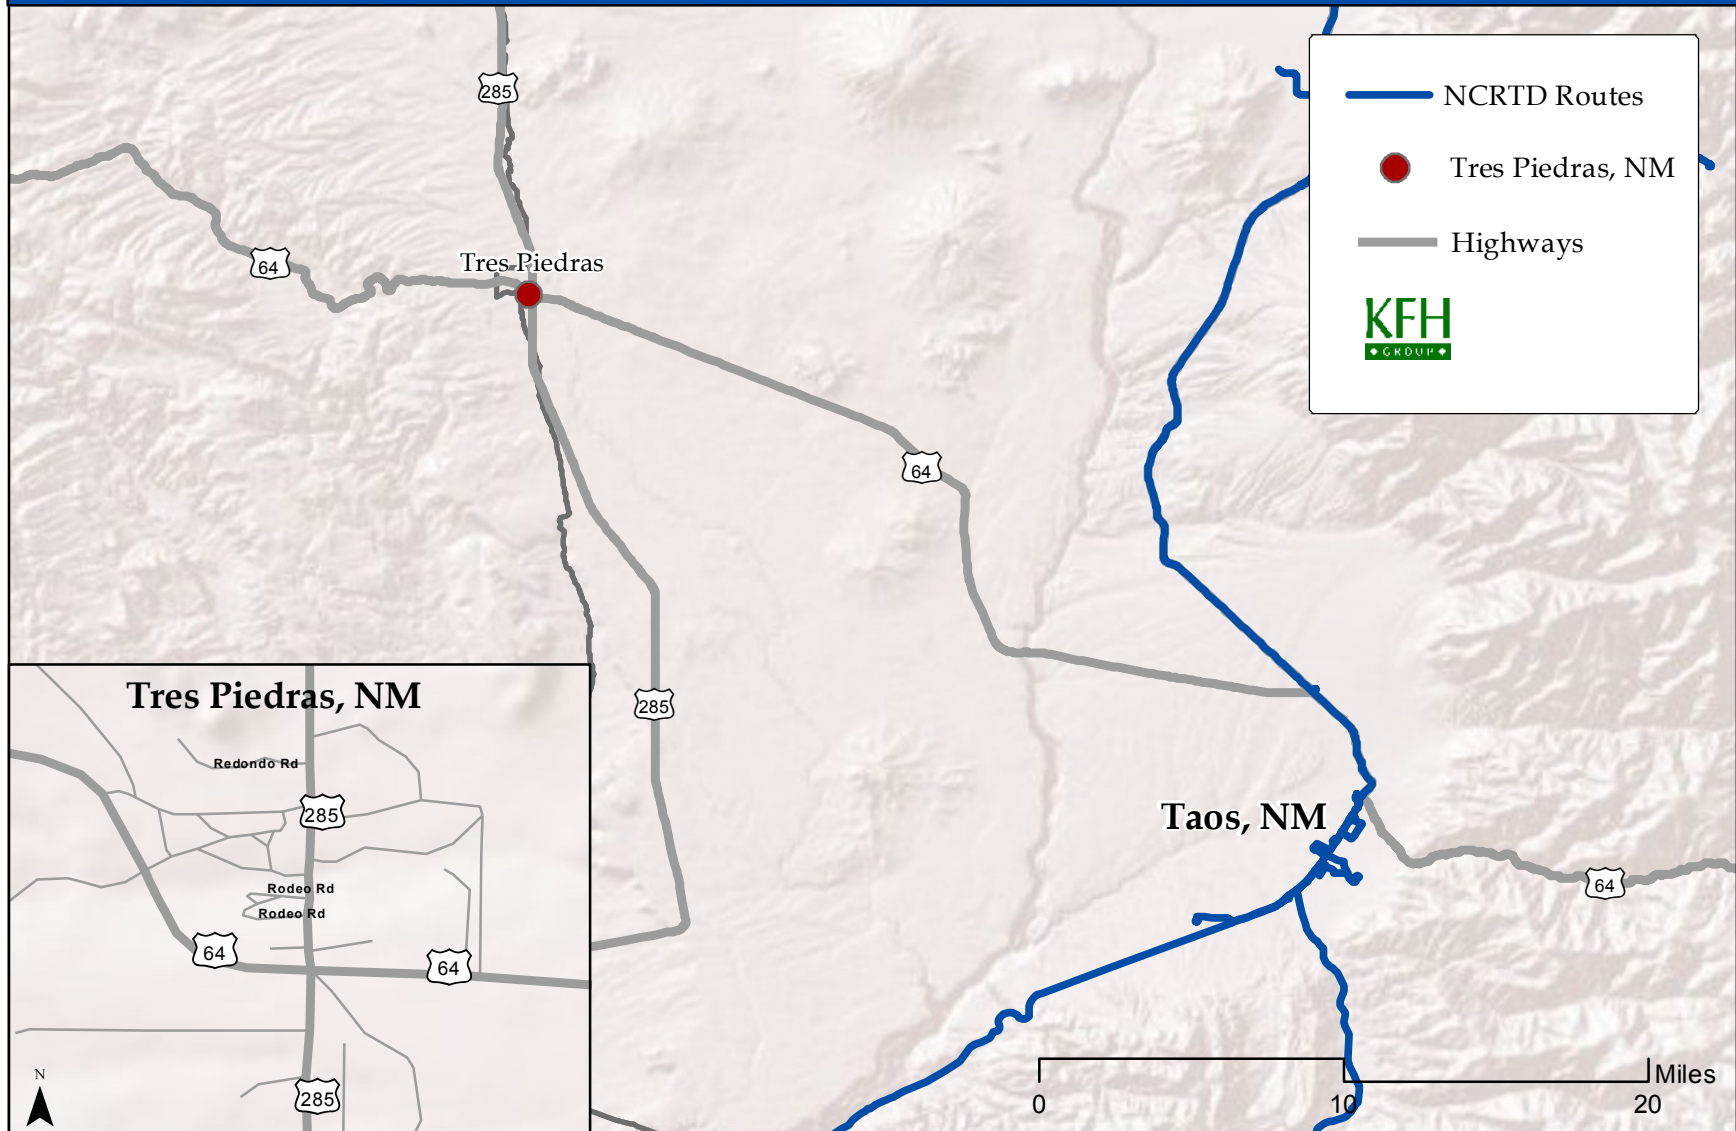 285
NCRTD Routes
Tres Piedras, NM
Highways
KFH
GROUP
64
Tres Piedras
64
285
Tres Piedras, NM
Redondo Rd
285
Rodeo Rd
Rodeo Rd
64
64
285
N
Taos, NM
64
Miles
0
10
20